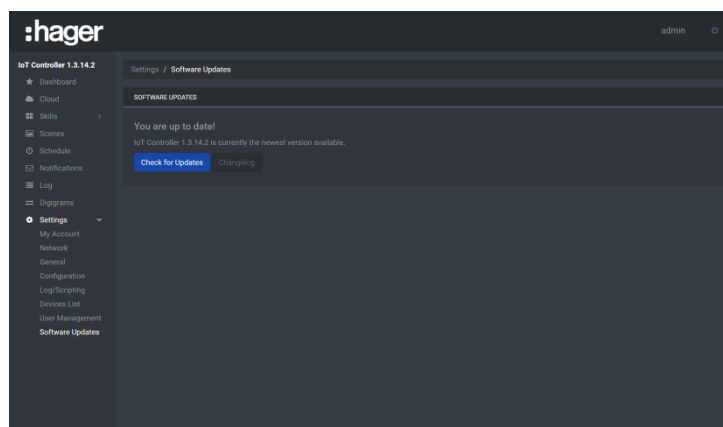 :hager
admin
IoT Controller 1.3.14.2
Dashboard
Cloud
Skills
Scenes
Schedule
Notifications
Log
Digigrams
Settings
My Account
Network
General
Configuration
Log/Scripting
Devices List
User Management
Software Updates
Settings / Software Updates
SOFTWARE UPDATES
You are up to date!
IoT Controller 1.3.14.2 is currently the newest version available.
Check for Updates Changelog